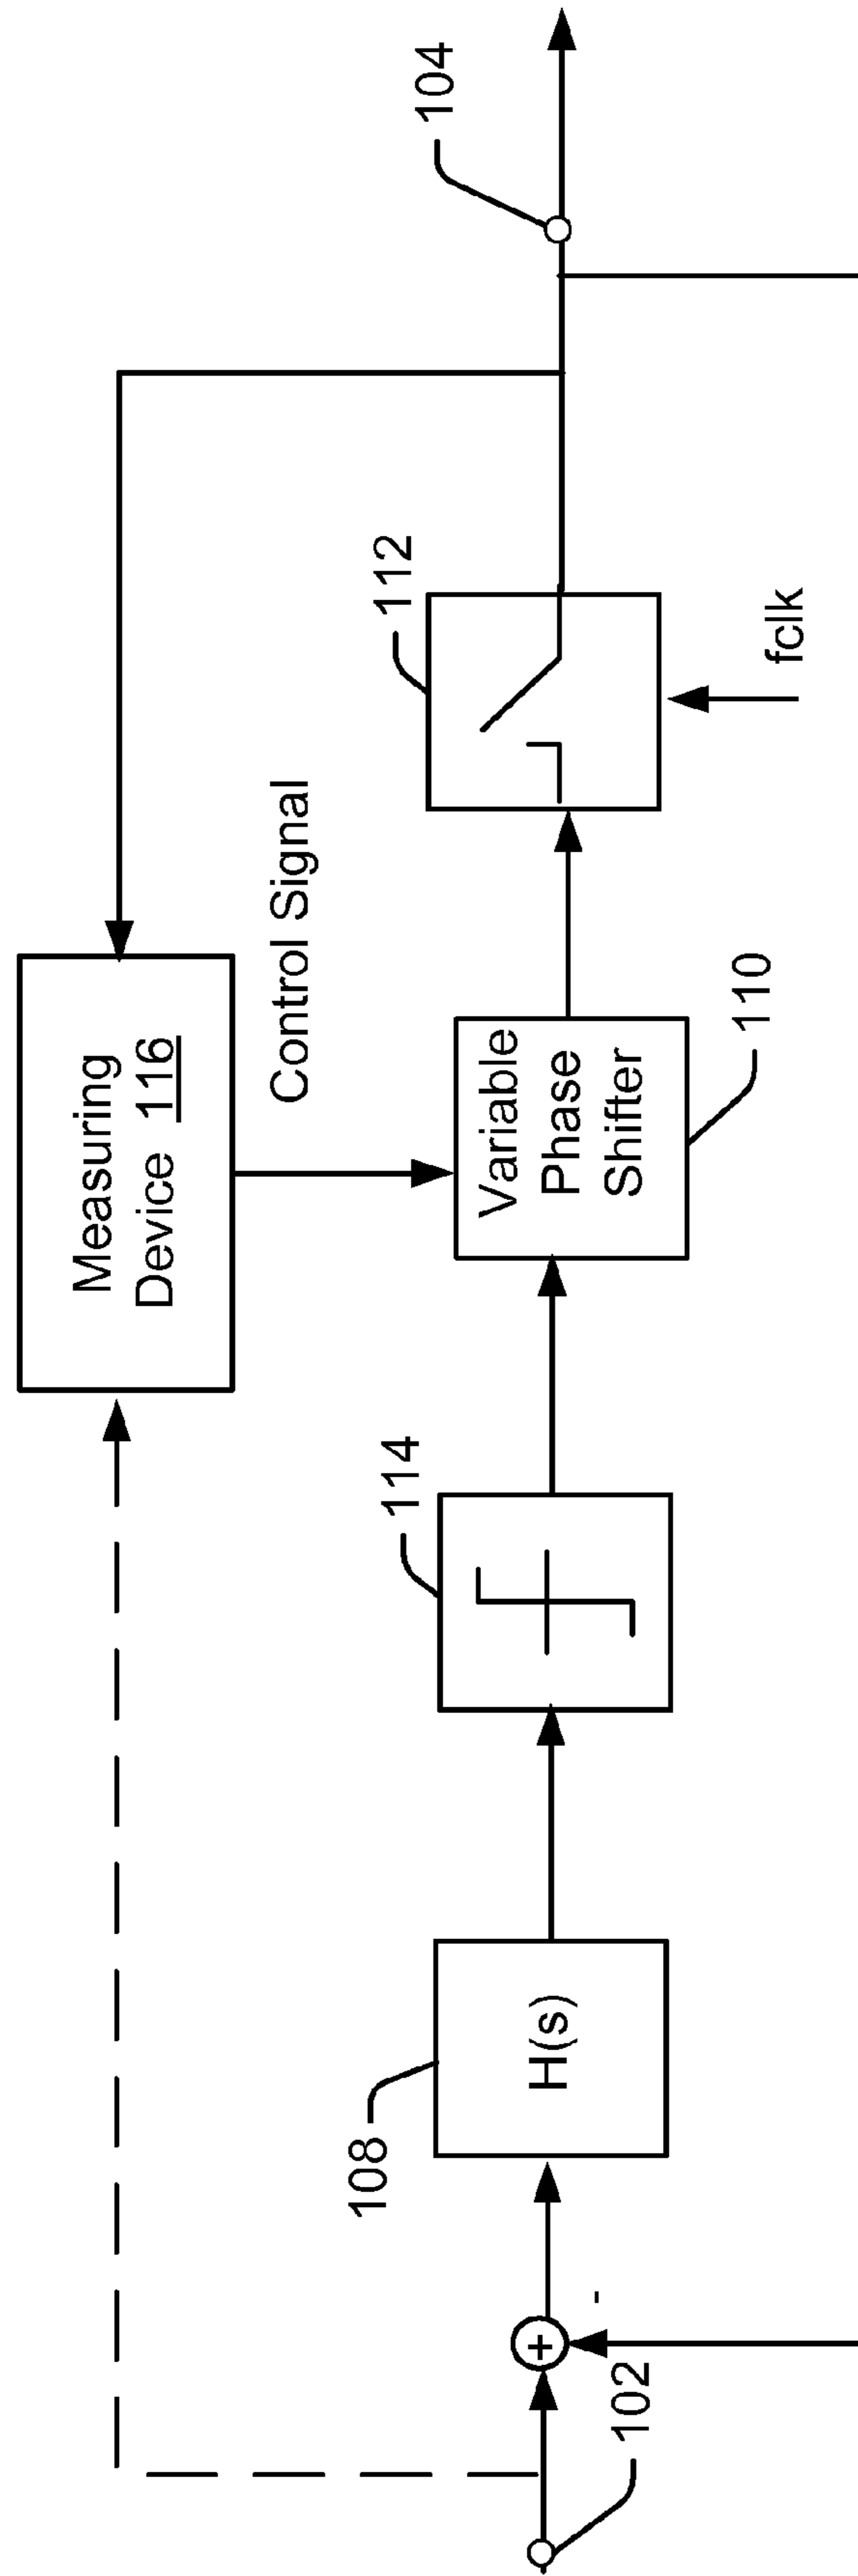 Measuring
Device 116
Control Signal
104
112
fclk
Variable
Phase
Shifter
110
114
H(s)
108
+
-
102